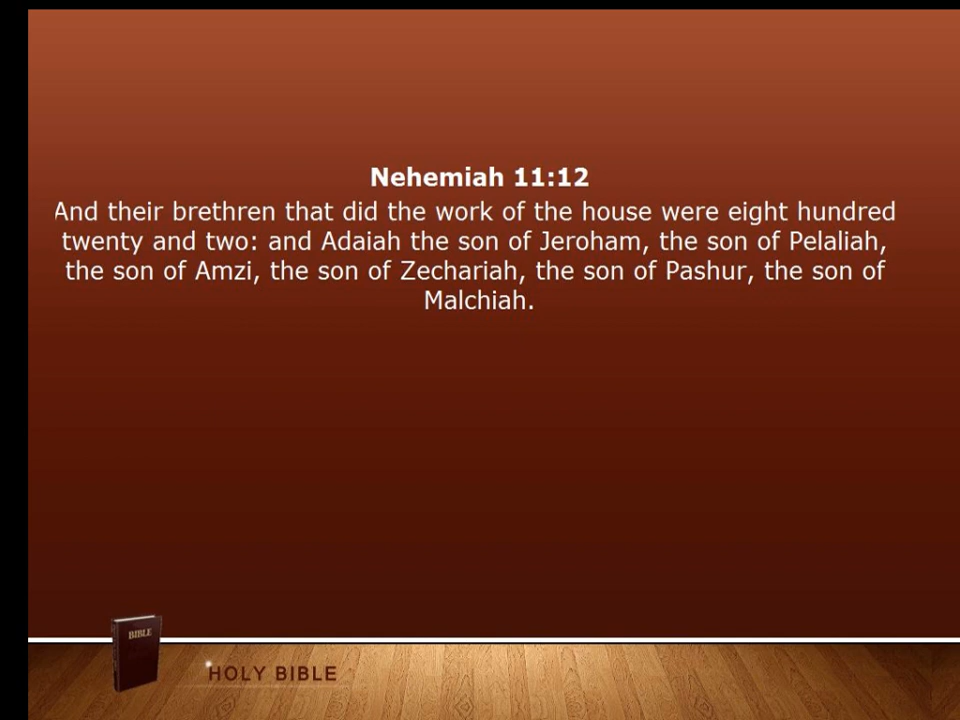 Nehemiah 11:12
And their brethren that did the work of the house were eight hundred
twenty and two: and Adaiah the son of Jeroham, the son of Pelaliah,
the son of Amzi, the son of Zechariah, the son of Pashur, the son of
Malchiah.
BIBLE
HOLY BIBLE